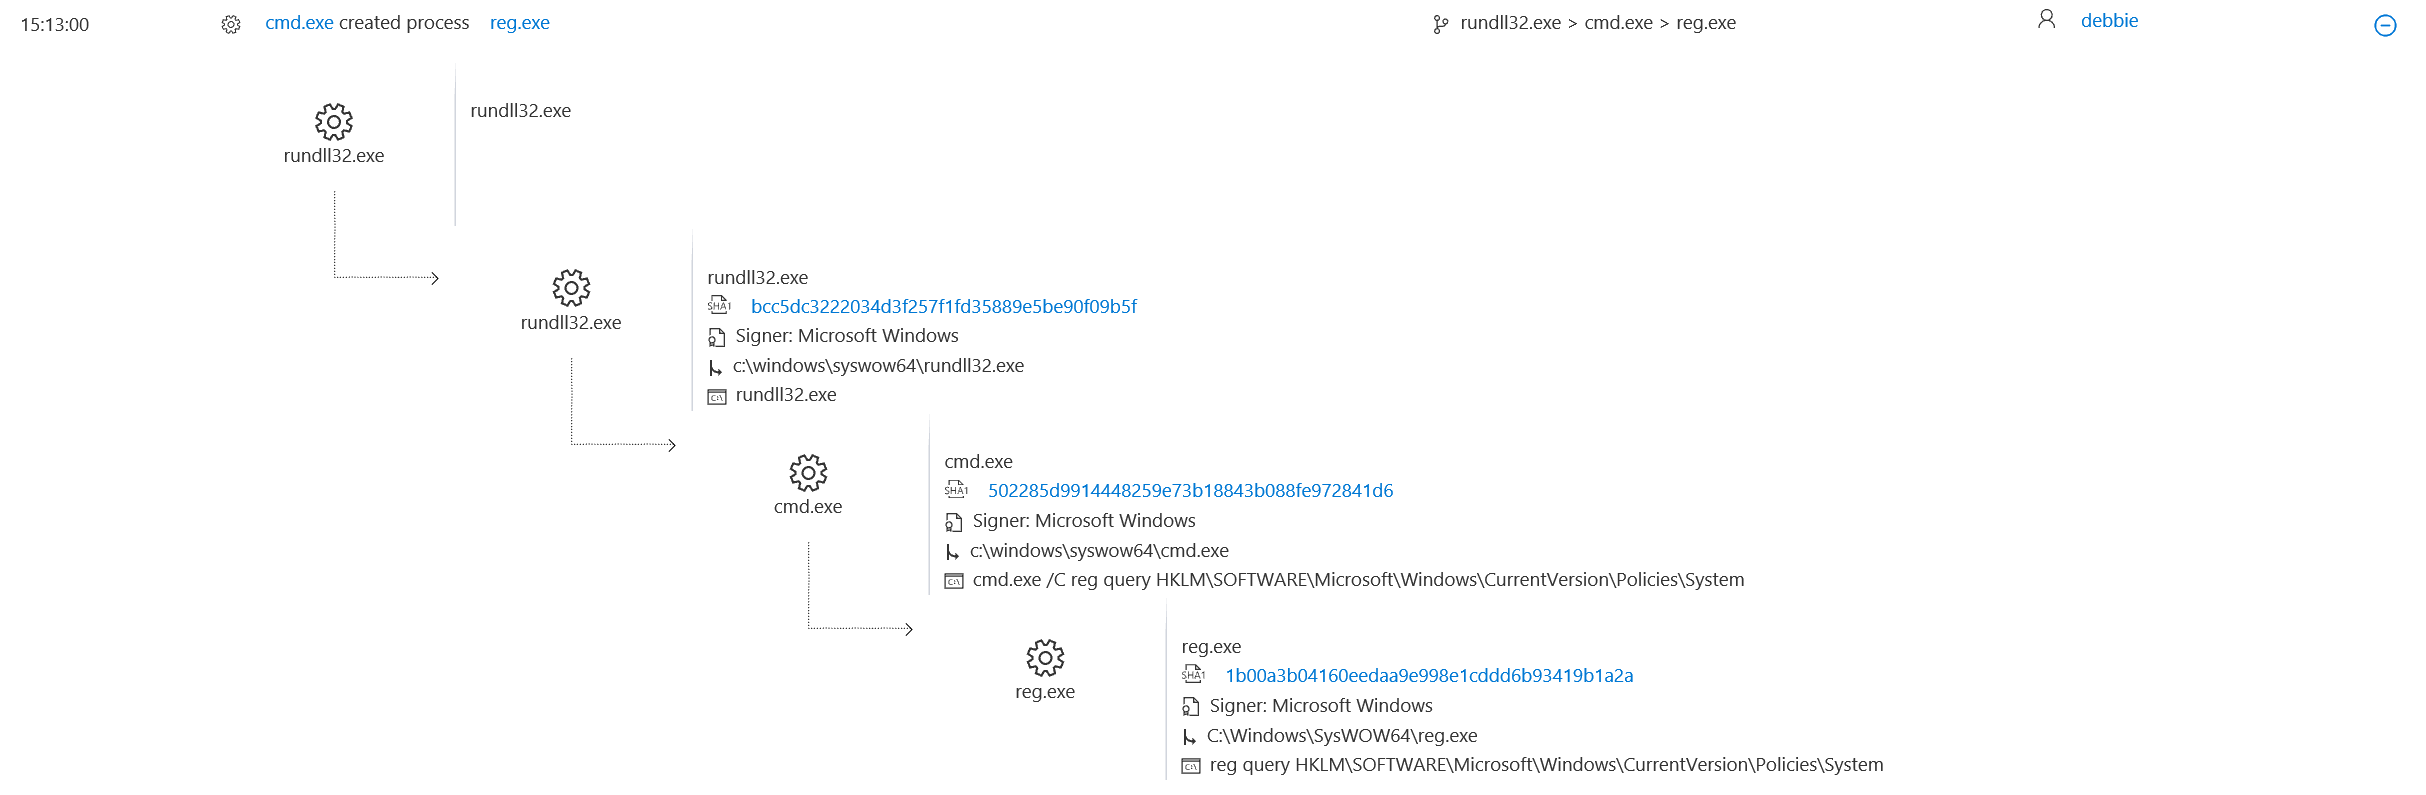 15:13:00 cmd.exe created process reg.exe rundll32.exe > cmd.exe > reg.exe debbie
rundll32.exe
rundll32.exe
rundll32.exe
rundll32.exe
SHA1 bcc5dc3222034d3f257f1fd35889e5be90f09b5f
Signer: Microsoft Windows
c:\windows\syswow64\rundll32.exe
C:\ rundll32.exe
cmd.exe
cmd.exe
SHA1 502285d9914448259e73b18843b088fe972841d6
Signer: Microsoft Windows
c:\windows\syswow64\cmd.exe
C:\ cmd.exe /C reg query HKLM\SOFTWARE\Microsoft\Windows\CurrentVersion\Policies\System
reg.exe
reg.exe
SHA1 1b00a3b04160eedaa9e998e1cddd6b93419b1a2a
Signer: Microsoft Windows
C:\Windows\SysWOW64\reg.exe
C:\ reg query HKLM\SOFTWARE\Microsoft\Windows\CurrentVersion\Policies\System